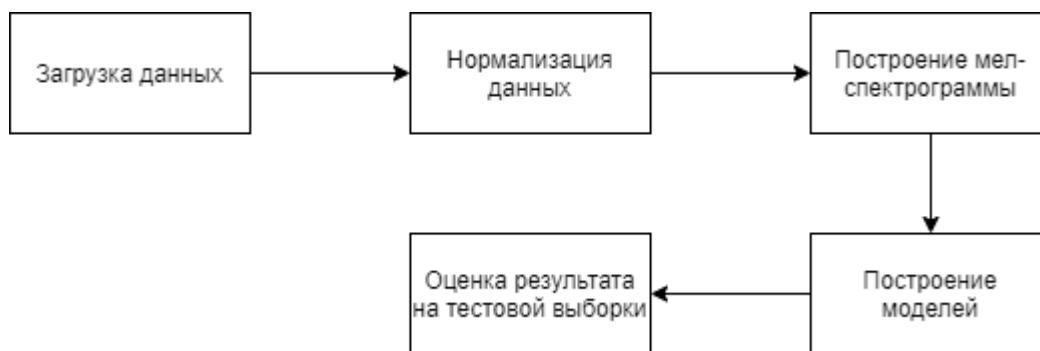 Загрузка данных
Нормализация
данных
Построение мел-
спектрограммы
Построение
моделей
Оценка результата
на тестовой выборки